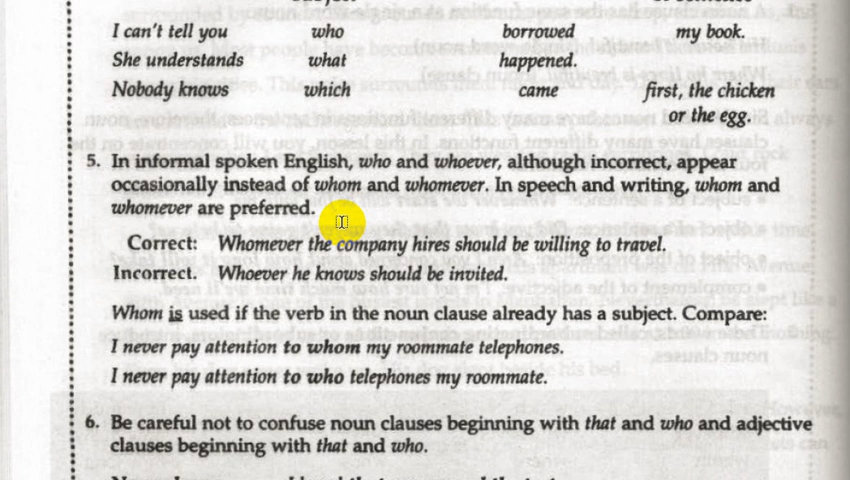 I can't tell you who borrowed my book.
She understands what happened.
Nobody knows which came first, the chicken
or the egg.
5. In informal spoken English, who and whoever, although incorrect, appear
occasionally instead of whom and whomever. In speech and writing, whom and
whomever are preferred.
Correct: Whomever the company hires should be willing to travel.
Incorrect. Whoever he knows should be invited.
Whom is used if the verb in the noun clause already has a subject. Compare:
I never pay attention to whom my roommate telephones.
I never pay attention to who telephones my roommate.
6. Be careful not to confuse noun clauses beginning with that and who and adjective
clauses beginning with that and who.